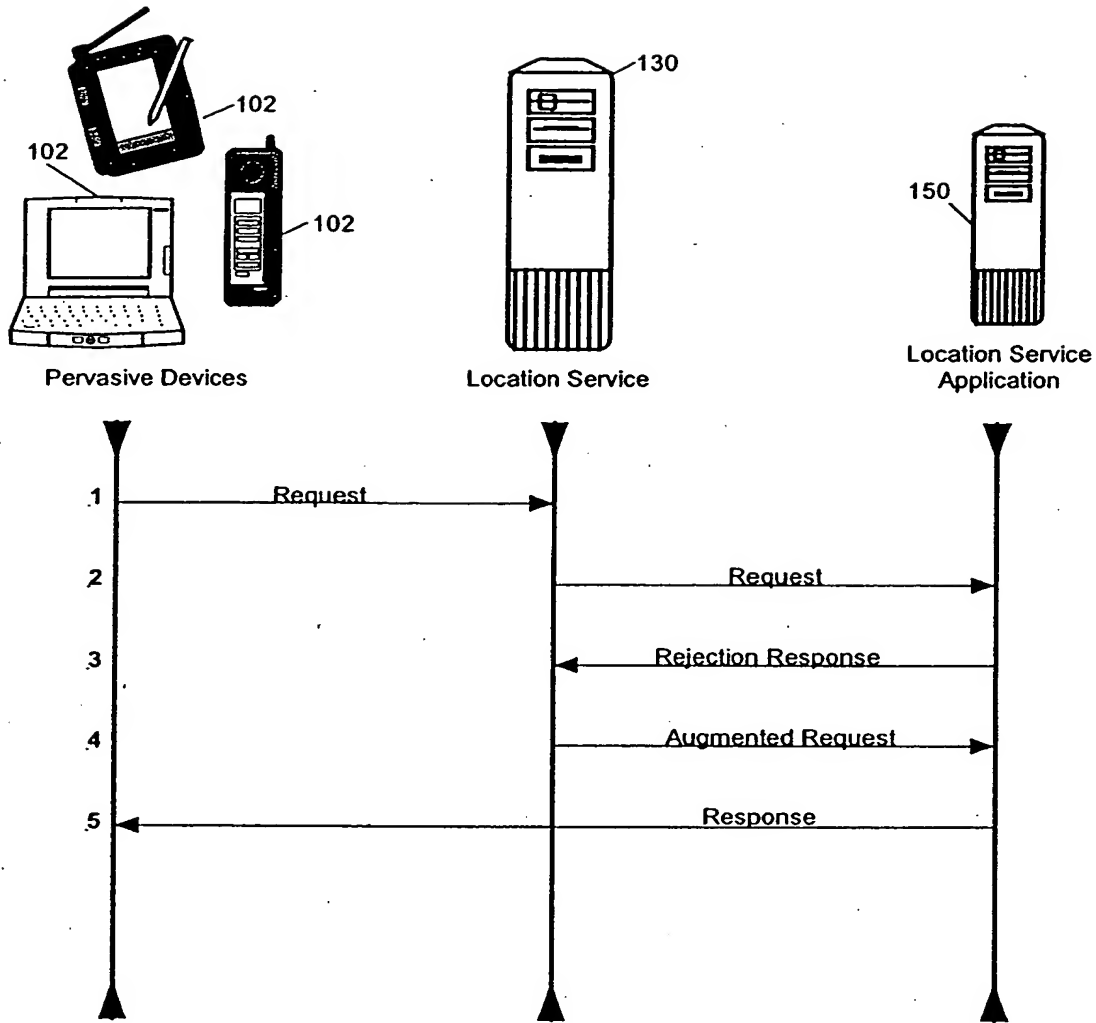 130
102
102
150
102
Pervasive Devices
Location Service
Location Service
Application
1 Request
2 Request
3 Rejection Response
4 Augmented Request
5 Response